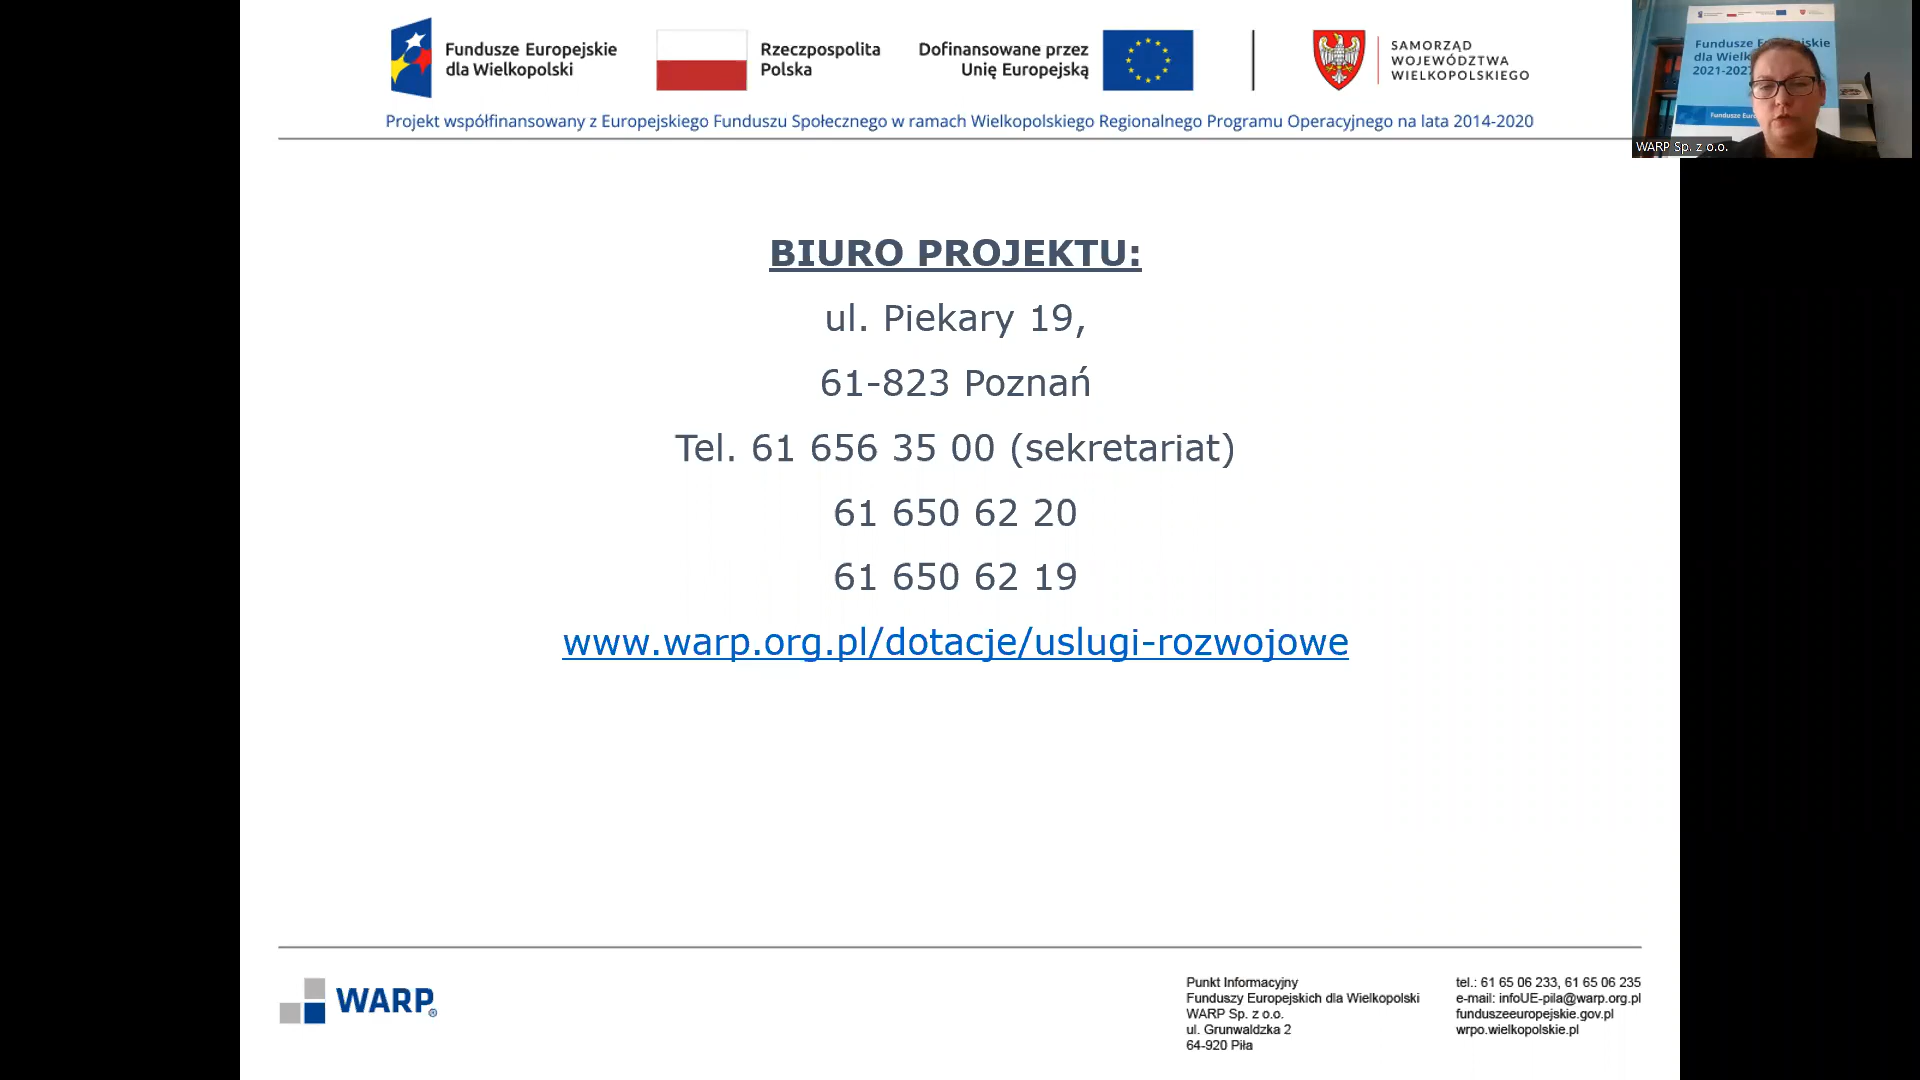 Fundusze Europejskie
dla Wielkopolski
Rzeczpospolita
Polska
Dofinansowane przez
Unię Europejską
SAMORZĄD
WOJEWÓDZTWA
WIELKOPOLSKIEGO
Projekt współfinansowany z Europejskiego Funduszu Społecznego w ramach Wielkopolskiego Regionalnego Programu Operacyjnego na lata 2014-2020
WARP Sp. z o.o.
BIURO PROJEKTU:
ul. Piekary 19,
61-823 Poznań
Tel. 61 656 35 00 (sekretariat)
61 650 62 20
61 650 62 19
www.warp.org.pl/dotacje/uslugi-rozwojowe
WARP®
Punkt Informacyjny
Funduszy Europejskich dla Wielkopolski
WARP Sp. z o.o.
ul. Grunwaldzka 2
64-920 Piła
tel.: 61 65 06 233, 61 65 06 235
e-mail: infoUE-pila@warp.org.pl
funduszeeuropejskie.gov.pl
wrpo.wielkopolskie.pl